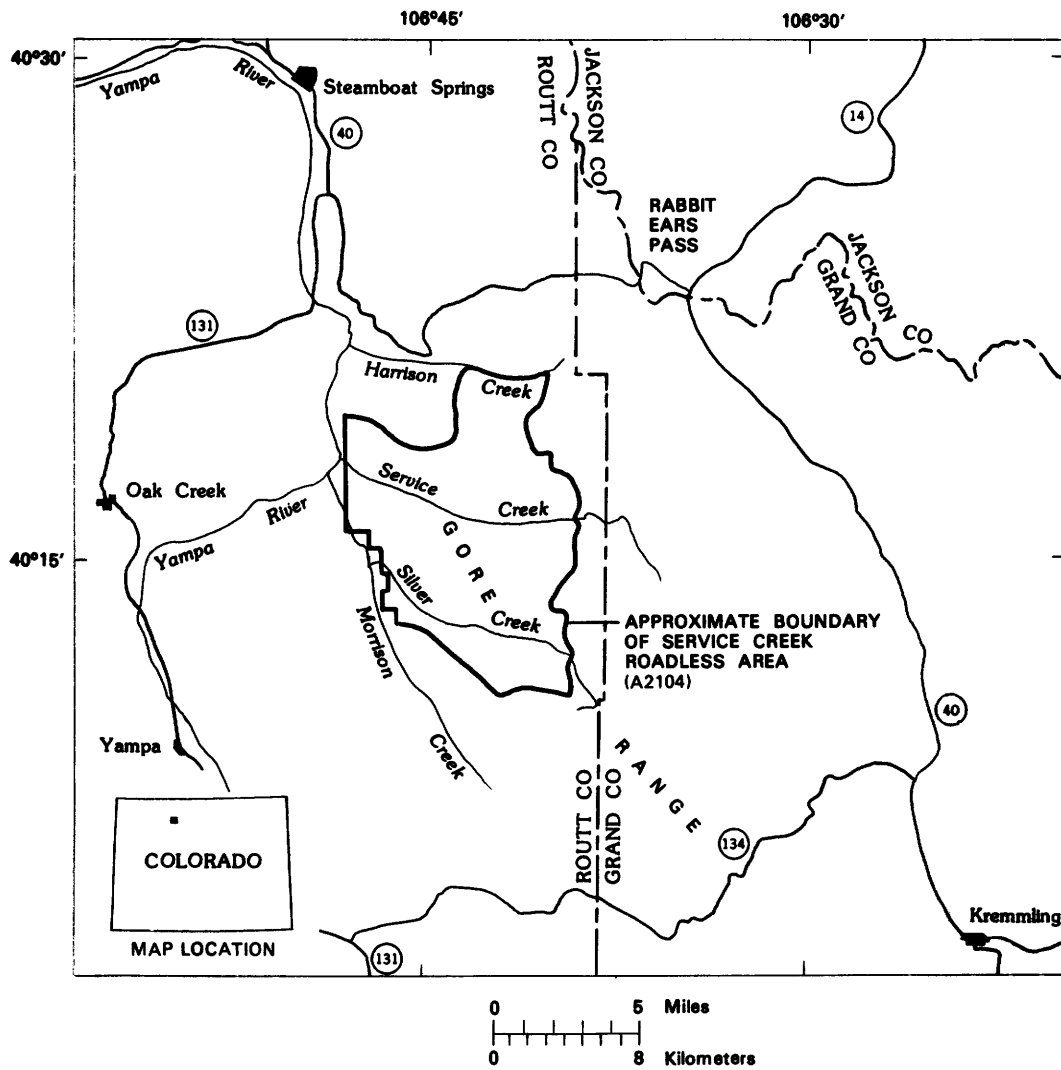 106°45′
106°30′
40°30′
Yampa
River
Steamboat Springs
40
ROUTT CO
JACKSON CO
14
RABBIT
EARS
PASS
JACKSON CO
GRAND CO
131
Harrison
Creek
Oak Creek
Service
Creek
Yampa
River
GORE
40°15′
Silver
Creek
Morrison
Creek
APPROXIMATE BOUNDARY
OF SERVICE CREEK
ROADLESS AREA
(A2104)
40
Yampa
RANGE
ROUTT CO
GRAND CO
134
COLORADO
MAP LOCATION
Kremmling
131
0 5 Miles
0 8 Kilometers